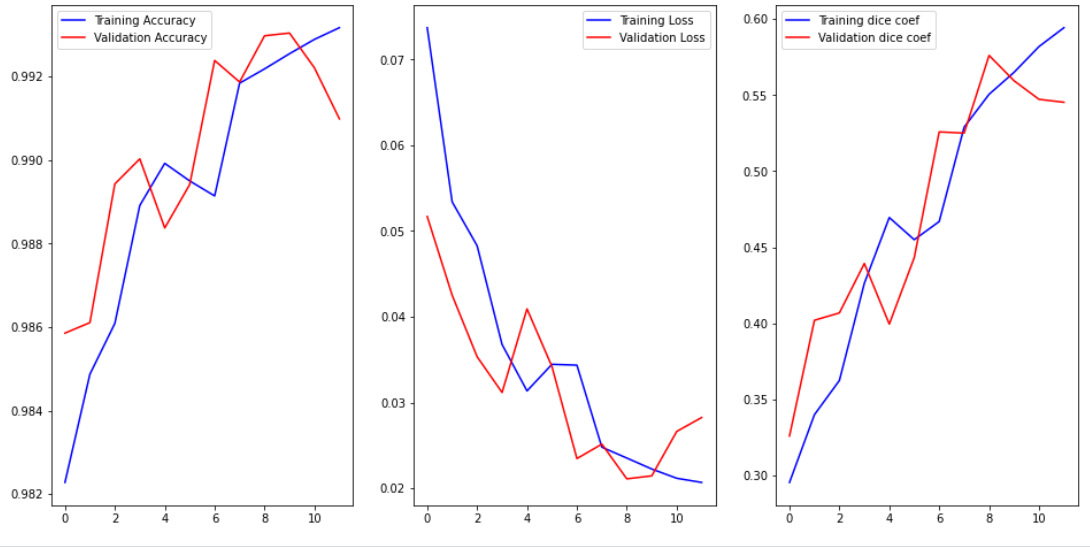 Training Accuracy
Validation Accuracy
0.992
0.990
0.988
0.986
0.984
0.982
0 2 4 6 8 10
Training Loss
Validation Loss
0.07
0.06
0.05
0.04
0.03
0.02
0 2 4 6 8 10
Training dice coef
Validation dice coef
0.60
0.55
0.50
0.45
0.40
0.35
0.30
0 2 4 6 8 10